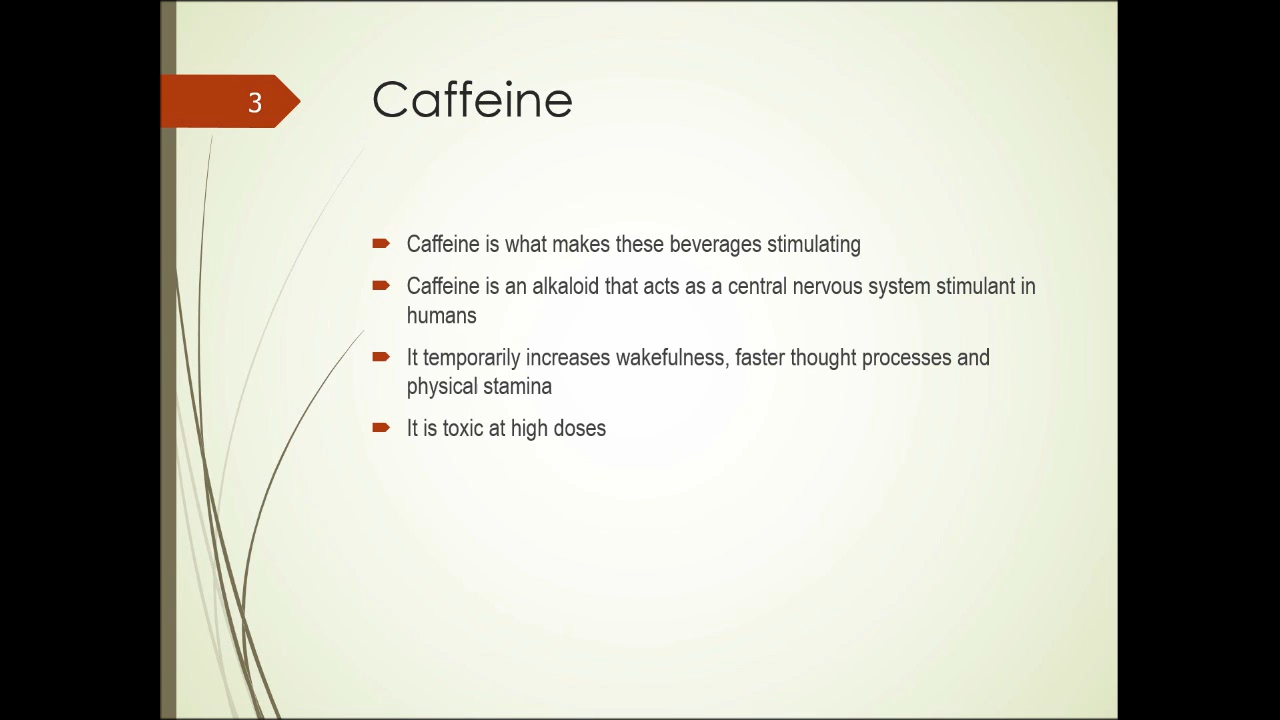 3
Caffeine
Caffeine is what makes these beverages stimulating
Caffeine is an alkaloid that acts as a central nervous system stimulant in
humans
It temporarily increases wakefulness, faster thought processes and
physical stamina
It is toxic at high doses